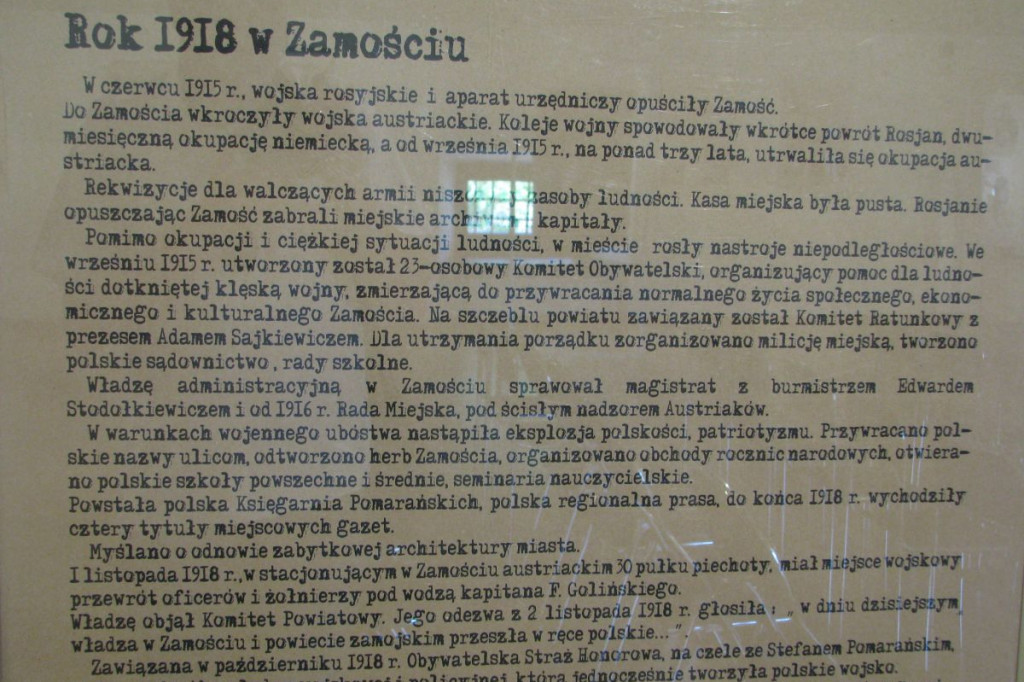 Rok 1918 w Zamościu
W czerwcu 1915 r., wojska rosyjskie i aparat urzędniczy opuściły Zamość.
Do Zamościa wkroczyły wojska austriackie. Koleje wojny spowodowały wkrótce powrót Rosjan, dwu-
miesięczną okupację niemiecką, a od września 1915 r., na ponad trzy lata, utrwaliła się okupacja au-
striacka.
Rekwizycje dla walczących armii zasoby ludności. Kasa miejska była pusta. Rosjanie
opuszczając Zamość zabrali miejskie kapitały.
Pomimo okupacji i ciężkiej sytuacji ludności, w mieście rosły nastroje niepodległościowe. We
wrześniu 1915 r. utworzony został 23-osobowy Komitet Obywatelski, organizujący pomoc dla ludno-
ści dotkniętej klęską wojny, zmierzającą do przywracania normalnego życia społecznego, ekono-
micznego i kulturalnego Zamościa. Na szczeblu powiatu zawiązany został Komitet Ratunkowy z
prezesem Adamem Sajkiewiczem. Dla utrzymania porządku zorganizowano milicję miejską, tworzono
polskie sądownictwo , rady szkolne.
Władzę administracyjną w Zamościu sprawował magistrat z burmistrzem Edwardem
Stodołkiewiczem i od 1916 r. Rada Miejska, pod ścisłym nadzorem Austriaków.
W warunkach wojennego ubóstwa nastąpiła eksplozja polskości, patriotyzmu. Przywracano pol-
skie nazwy ulicom, odtworzono herb Zamościa, organizowano obchody rocznic narodowych, otwiera-
no polskie szkoły powszechne i średnie, seminaria nauczycielskie.
Powstała polska Księgarnia Pomarańskich, polska regionalna prasa, do końca 1918 r. wychodziły
cztery tytuły miejscowych gazet.
Myślano o odnowie zabytkowej architektury miasta.
1 listopada 1918 r.,w stacjonującym w Zamościu austriackim 30 pułku piechoty, miał miejsce wojskowy
przewrót oficerów i żołnierzy pod wodzą kapitana F. Golińskiego.
Władzę objął Komitet Powiatowy. Jego odezwa z 2 listopada 1918 r. głosiła : „ w dniu dzisiejszym
władza w Zamościu i powiecie zamojskim przeszła w ręce polskie...”.
Zawiązana w październiku 1918 r. Obywatelska Straż Honorowa, na czele ze Stefanem Pomarańskim,
policyjnej która jednocześnie tworzyła polskie wojsko.